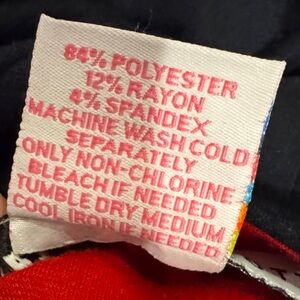 84% POLYESTER
12% RAYON
4% SPANDEX
MACHINE WASH COLD
SEPARATELY
ONLY NON-CHLORINE
BLEACH IF NEEDED
TUMBLE DRY MEDIUM
COOL IRON IF NEEDED